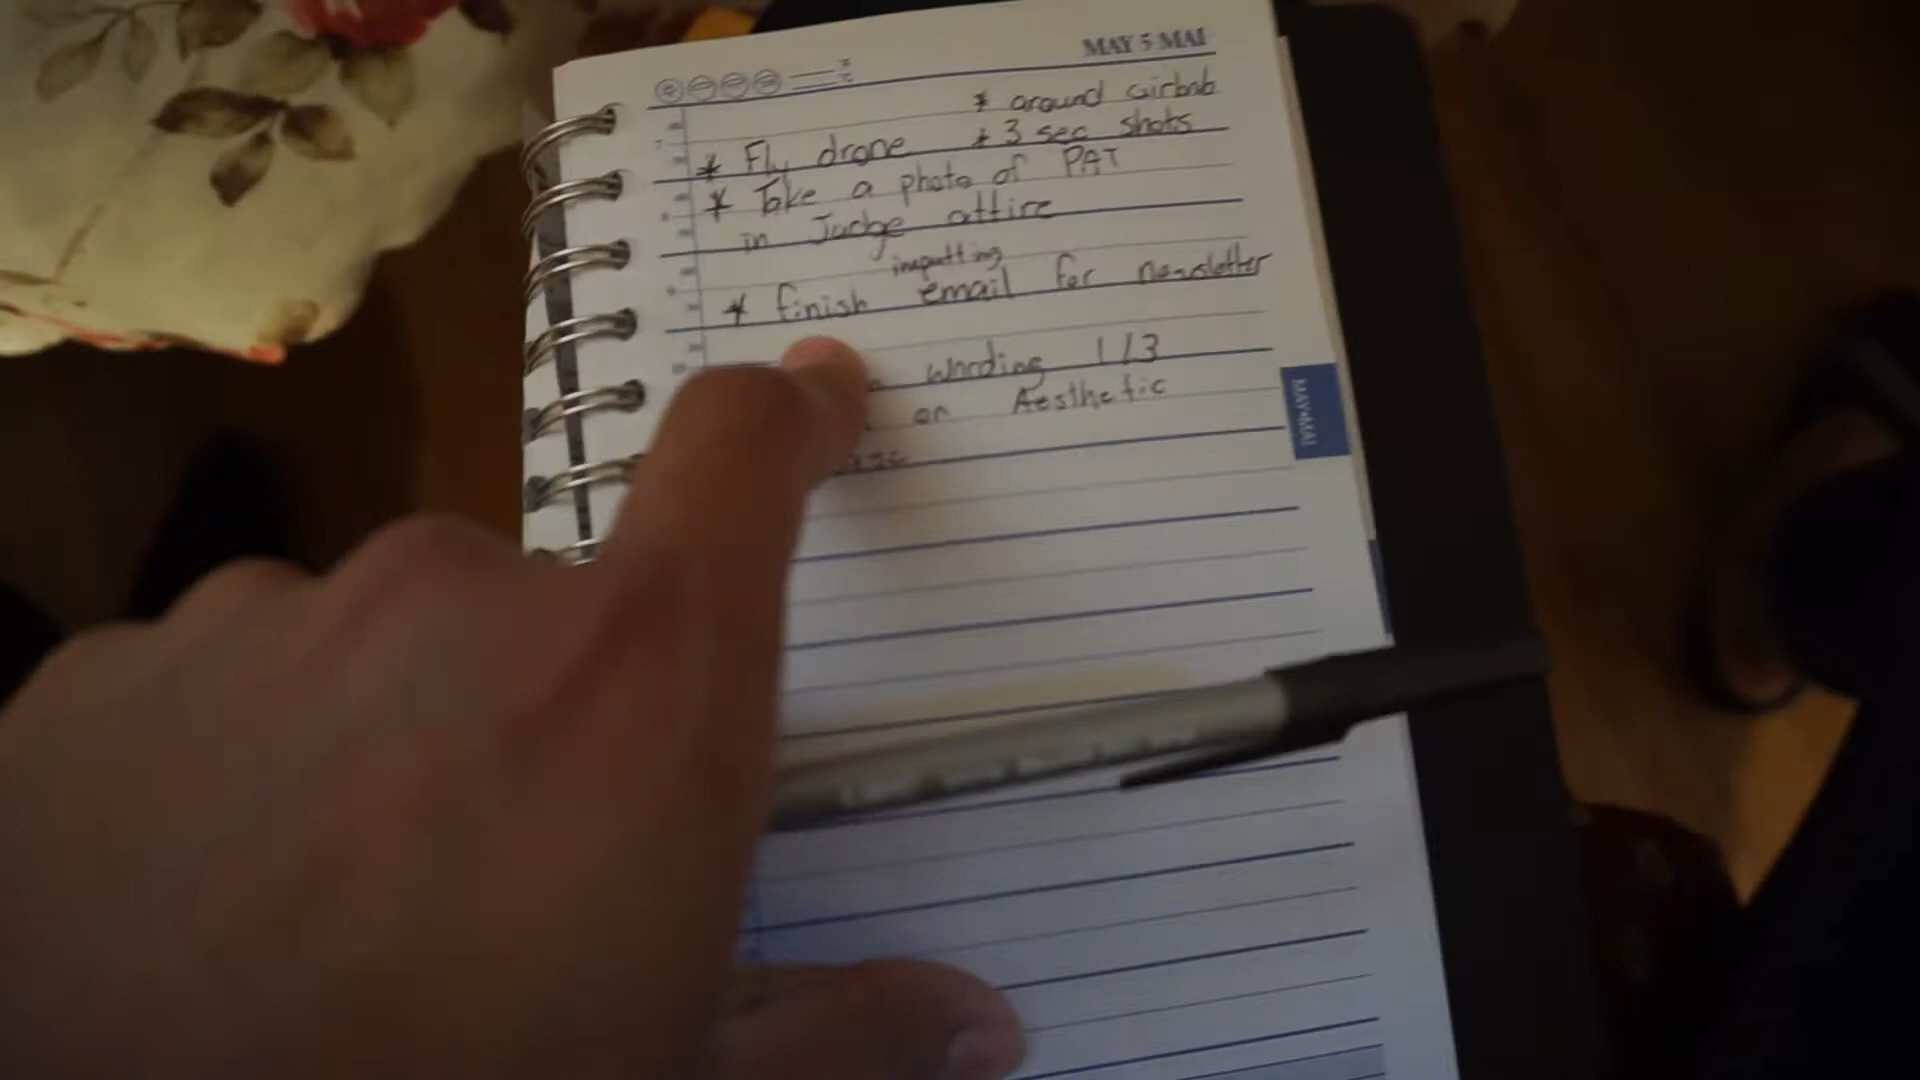 MAY 5 MAI
* around airbnb
* Fly drone * 3 sec shots
* Take a photo of PAT
in Judge attire
inputting
* finish email for newsletter
wording 1/3
on Aesthetic
MAY•MAI